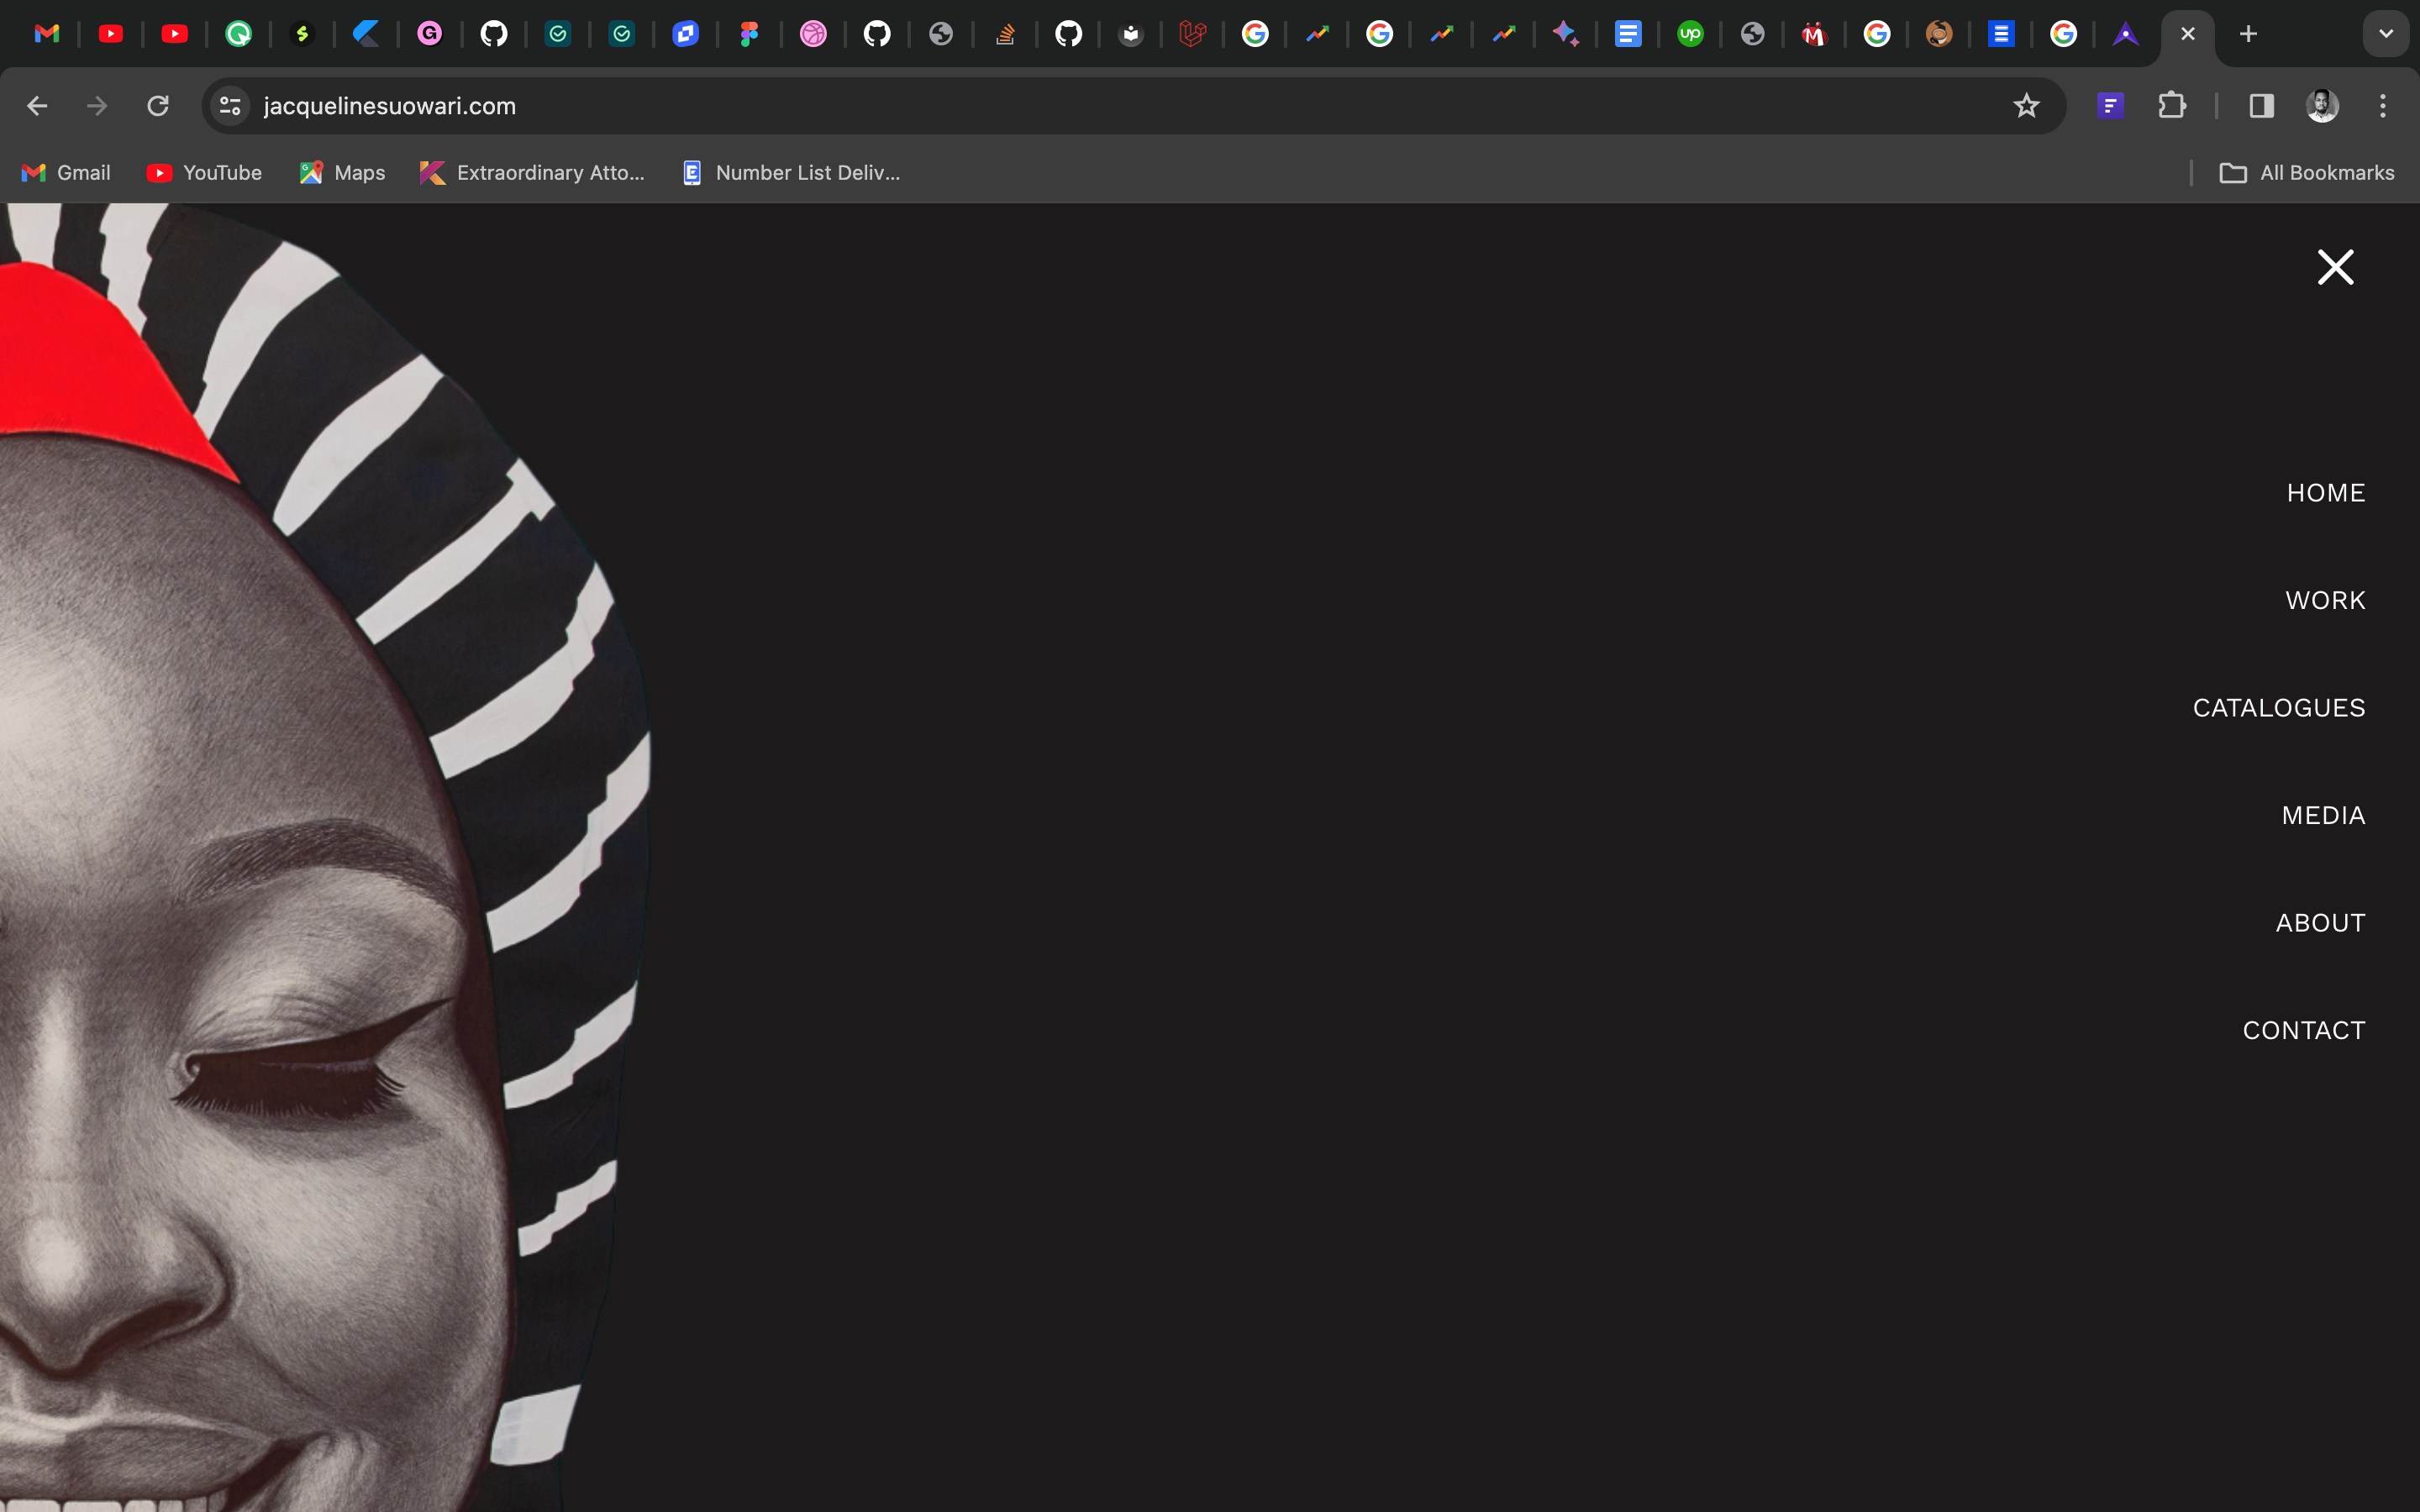 jacquelinesuowari.com
Gmail YouTube Maps Extraordinary Atto... Number List Deliv... All Bookmarks
HOME
WORK
CATALOGUES
MEDIA
ABOUT
CONTACT